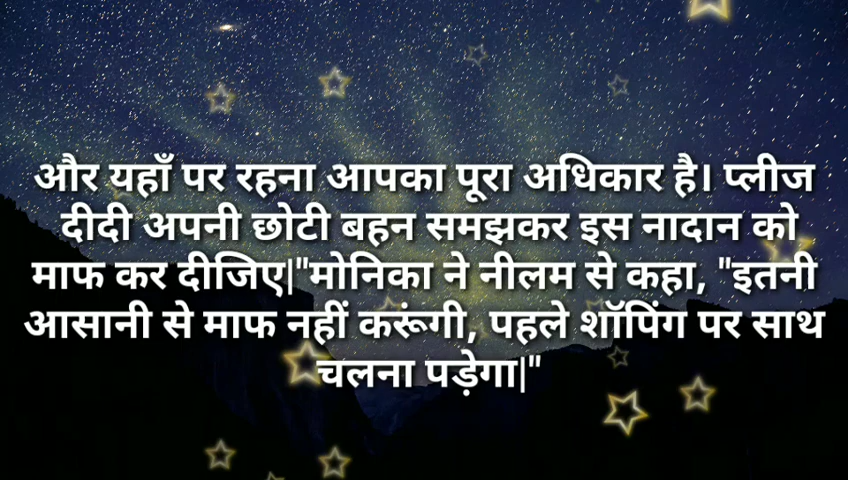 और यहाँ पर रहना आपका पूरा अधिकार है। प्लीज
दीदी अपनी छोटी बहन समझकर इस नादान को
माफ कर दीजिए|"मोनिका ने नीलम से कहा, "इतनी
आसानी से माफ नहीं करूंगी, पहले शॉपिंग पर साथ
चलना पड़ेगा|"